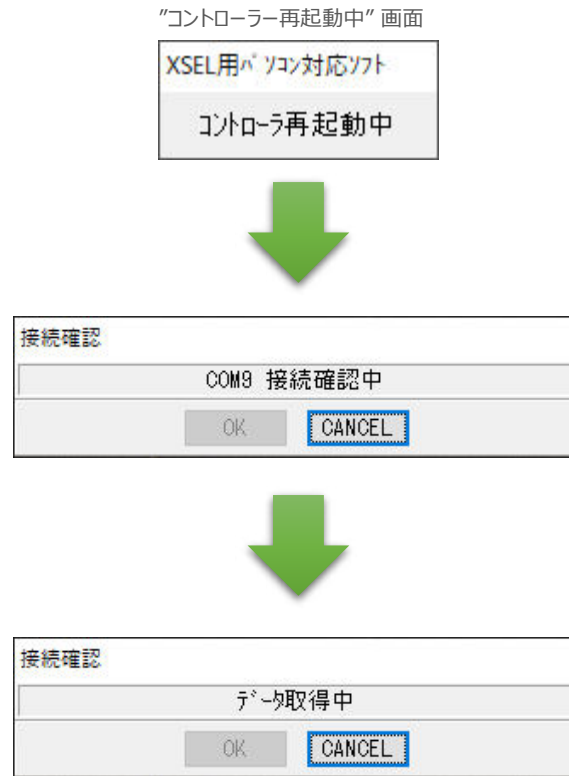 ”コントローラー再起動中” 画面
XSEL用ﾊﾟｿｺﾝ対応ｿﾌﾄ
ｺﾝﾄﾛｰﾗ再起動中
接続確認
COM9 接続確認中
OK CANCEL
接続確認
ﾃﾞｰﾀ取得中
OK CANCEL